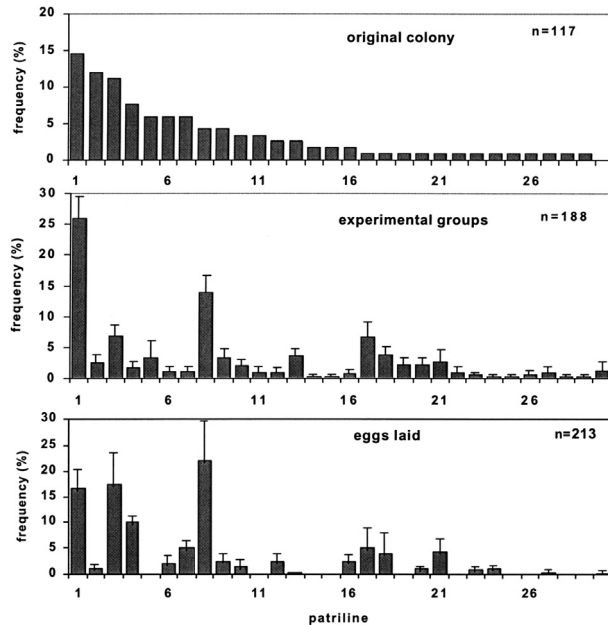 20
15
10
5
0
frequency (%)
original colony
n=117
1 6 11 16 21 26
30
25
20
15
10
5
0
frequency (%)
experimental groups
n=188
1 6 11 16 21 26
30
25
20
15
10
5
0
frequency (%)
eggs laid
n=213
1 6 11 16 21 26
patriline